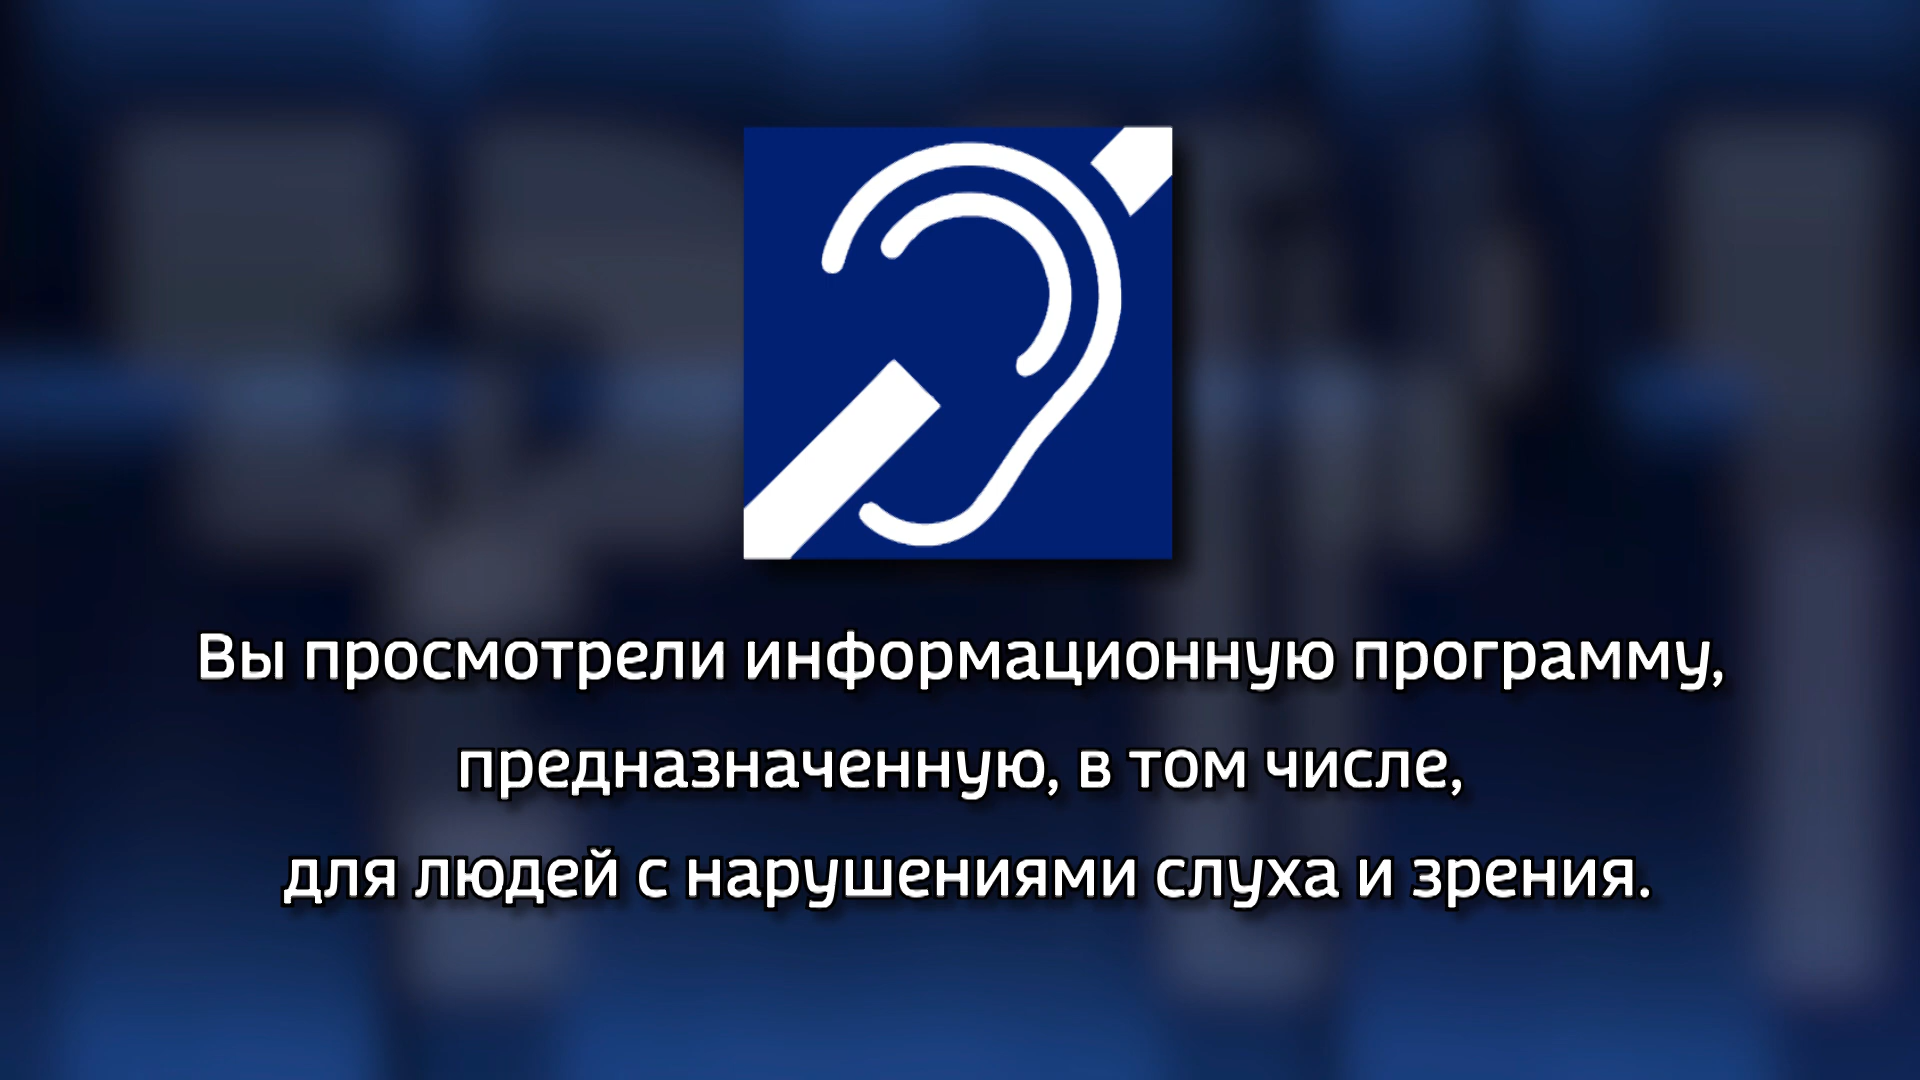 Вы просмотрели информационную программу,
предназначенную, в том числе,
для людей с нарушениями слуха и зрения.